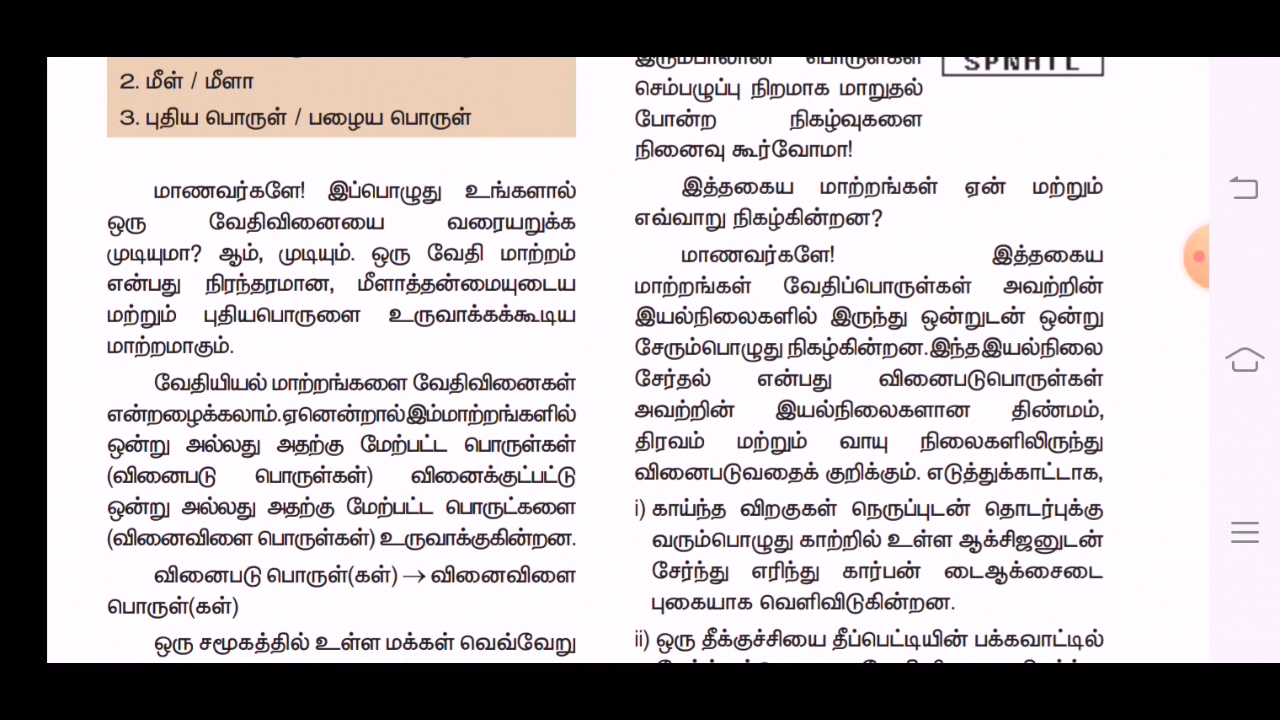 2. மீள் / மீளா
3. புதிய பொருள் / பழைய பொருள்
மாணவர்களே! இப்பொழுது உங்களால்
ஒரு வேதிவினையை வரையறுக்க
முடியுமா? ஆம், முடியும். ஒரு வேதி மாற்றம்
என்பது நிரந்தரமான, மீளாத்தன்மையுடைய
மற்றும் புதியபொருளை உருவாக்கக்கூடிய
மாற்றமாகும்.
வேதியியல் மாற்றங்களை வேதிவினைகள்
என்றழைக்கலாம்.ஏனென்றால்இம்மாற்றங்களில்
ஒன்று அல்லது அதற்கு மேற்பட்ட பொருள்கள்
(வினைபடு பொருள்கள்) வினைக்குட்பட்டு
ஒன்று அல்லது அதற்கு மேற்பட்ட பொருட்களை
(வினைவிளை பொருள்கள்) உருவாக்குகின்றன.
வினைபடு பொருள்(கள்) → வினைவிளை
பொருள்(கள்)
ஒரு சமூகத்தில் உள்ள மக்கள் வெவ்வேறு
இரும்பாலான பொருள்கள்
செம்பழுப்பு நிறமாக மாறுதல்
போன்ற நிகழ்வுகளை
நினைவு கூர்வோமா!
இத்தகைய மாற்றங்கள் ஏன் மற்றும்
எவ்வாறு நிகழ்கின்றன?
மாணவர்களே! இத்தகைய
மாற்றங்கள் வேதிப்பொருள்கள் அவற்றின்
இயல்நிலைகளில் இருந்து ஒன்றுடன் ஒன்று
சேரும்பொழுது நிகழ்கின்றன.இந்தஇயல்நிலை
சேர்தல் என்பது வினைபடுபொருள்கள்
அவற்றின் இயல்நிலைகளான திண்மம்,
திரவம் மற்றும் வாயு நிலைகளிலிருந்து
வினைபடுவதைக் குறிக்கும். எடுத்துக்காட்டாக,
i) காய்ந்த விறகுகள் நெருப்புடன் தொடர்புக்கு
வரும்பொழுது காற்றில் உள்ள ஆக்சிஜனுடன்
சேர்ந்து எரிந்து கார்பன் டைஆக்சைடை
புகையாக வெளிவிடுகின்றன.
ii) ஒரு தீக்குச்சியை தீப்பெட்டியின் பக்கவாட்டில்